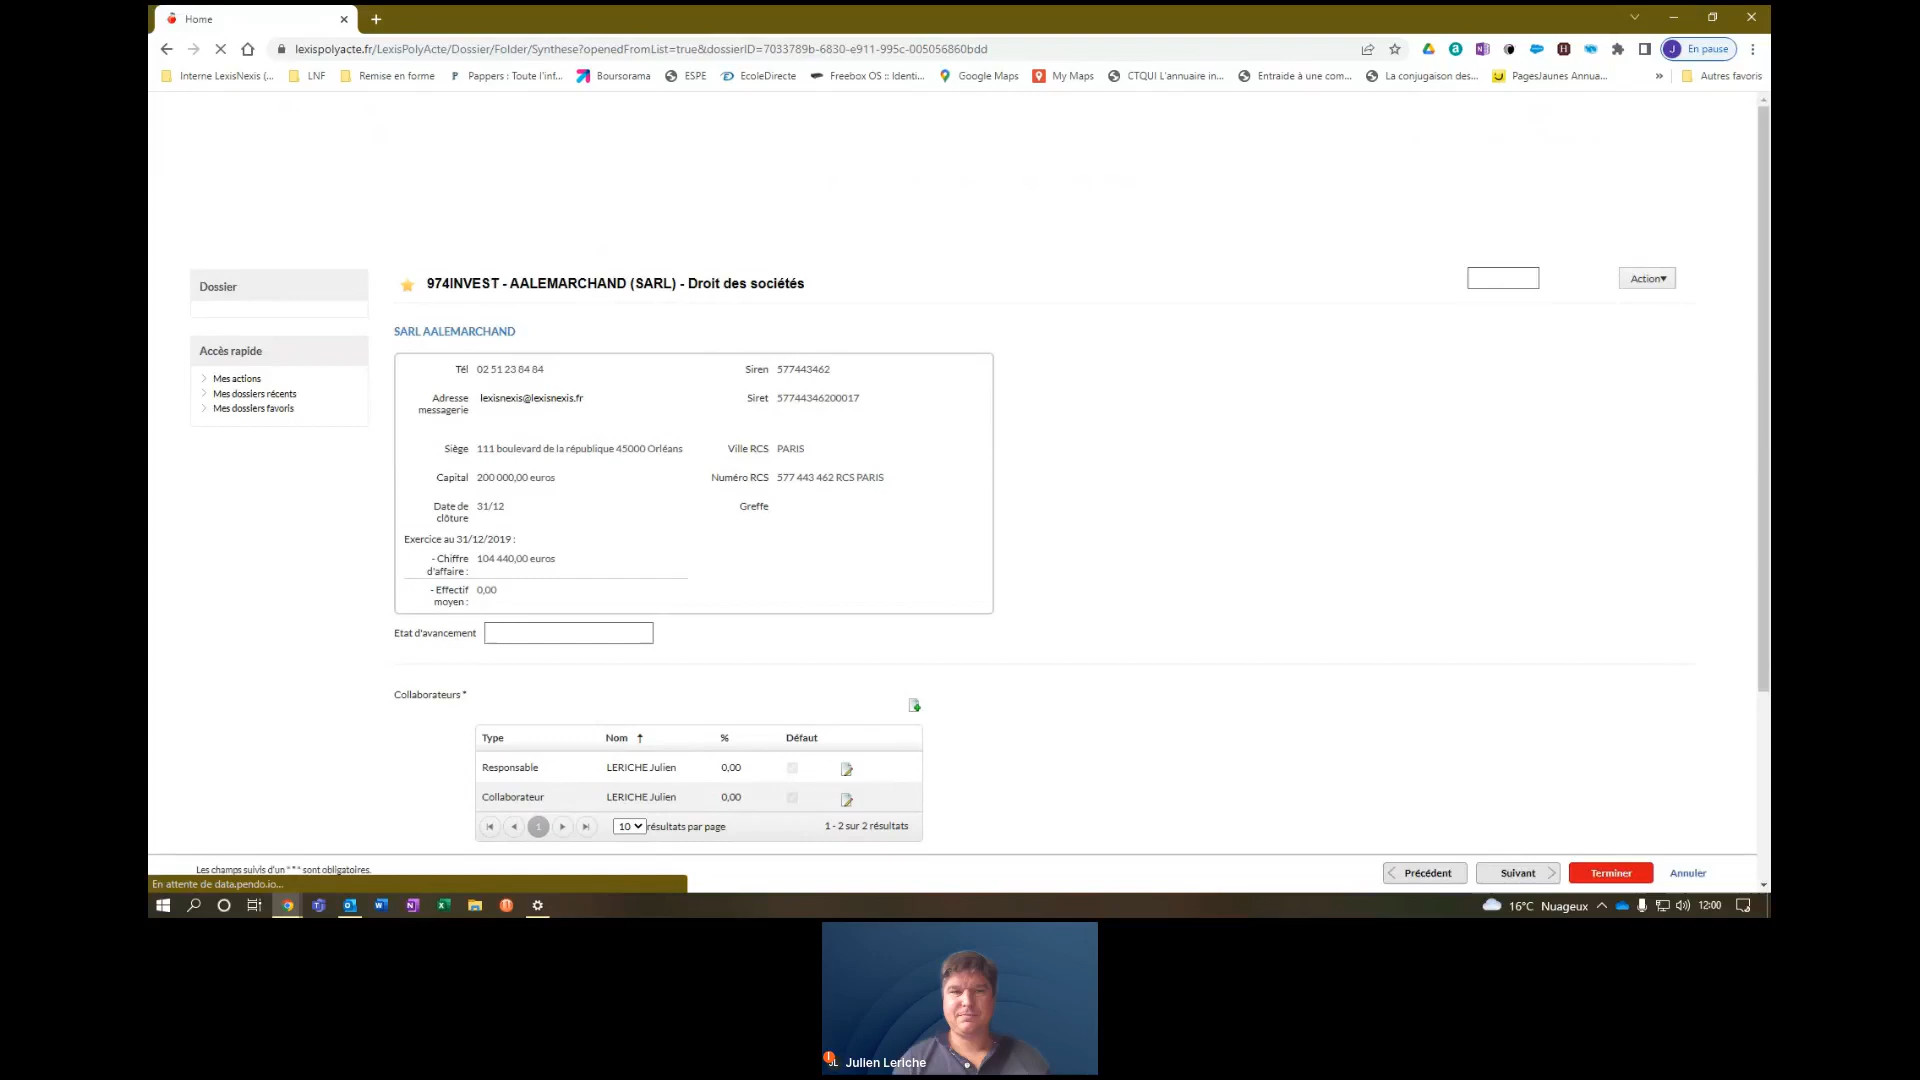 Home
lexispolyacte.fr/LexisPolyActe/Dossier/Folder/Synthese?openedFromList=true&dossierID=7033789b-6830-e911-995c-005056860bdd
J En pause
Interne LexisNexis (... LNF Remise en forme Pappers : Toute l'inf... Boursorama ESPE EcoleDirecte Freebox OS :: Identi... Google Maps My Maps CTQUI L'annuaire in... Entraide à une com... La conjugaison des... PagesJaunes Annua... » Autres favoris
Dossier
974INVEST - AALEMARCHAND (SARL) - Droit des sociétés
Action▾
SARL AALEMARCHAND
Accès rapide
Mes actions
Mes dossiers récents
Mes dossiers favoris
Tél 02 51 23 84 84 Siren 577443462
Adresse messagerie lexisnexis@lexisnexis.fr Siret 57744346200017
Siège 111 boulevard de la république 45000 Orléans Ville RCS PARIS
Capital 200 000,00 euros Numéro RCS 577 443 462 RCS PARIS
Date de clôture 31/12 Greffe
Exercice au 31/12/2019 :
- Chiffre d'affaire : 104 440,00 euros
- Effectif moyen : 0,00
Etat d'avancement
Collaborateurs *
Type Nom ↑ % Défaut
Responsable LERICHE Julien 0,00
Collaborateur LERICHE Julien 0,00
1 10 résultats par page 1 - 2 sur 2 résultats
Les champs suivis d'un " * " sont obligatoires.
Précédent Suivant Terminer Annuler
En attente de data.pendo.io...
16°C Nuageux 12:00
JL Julien Leriche